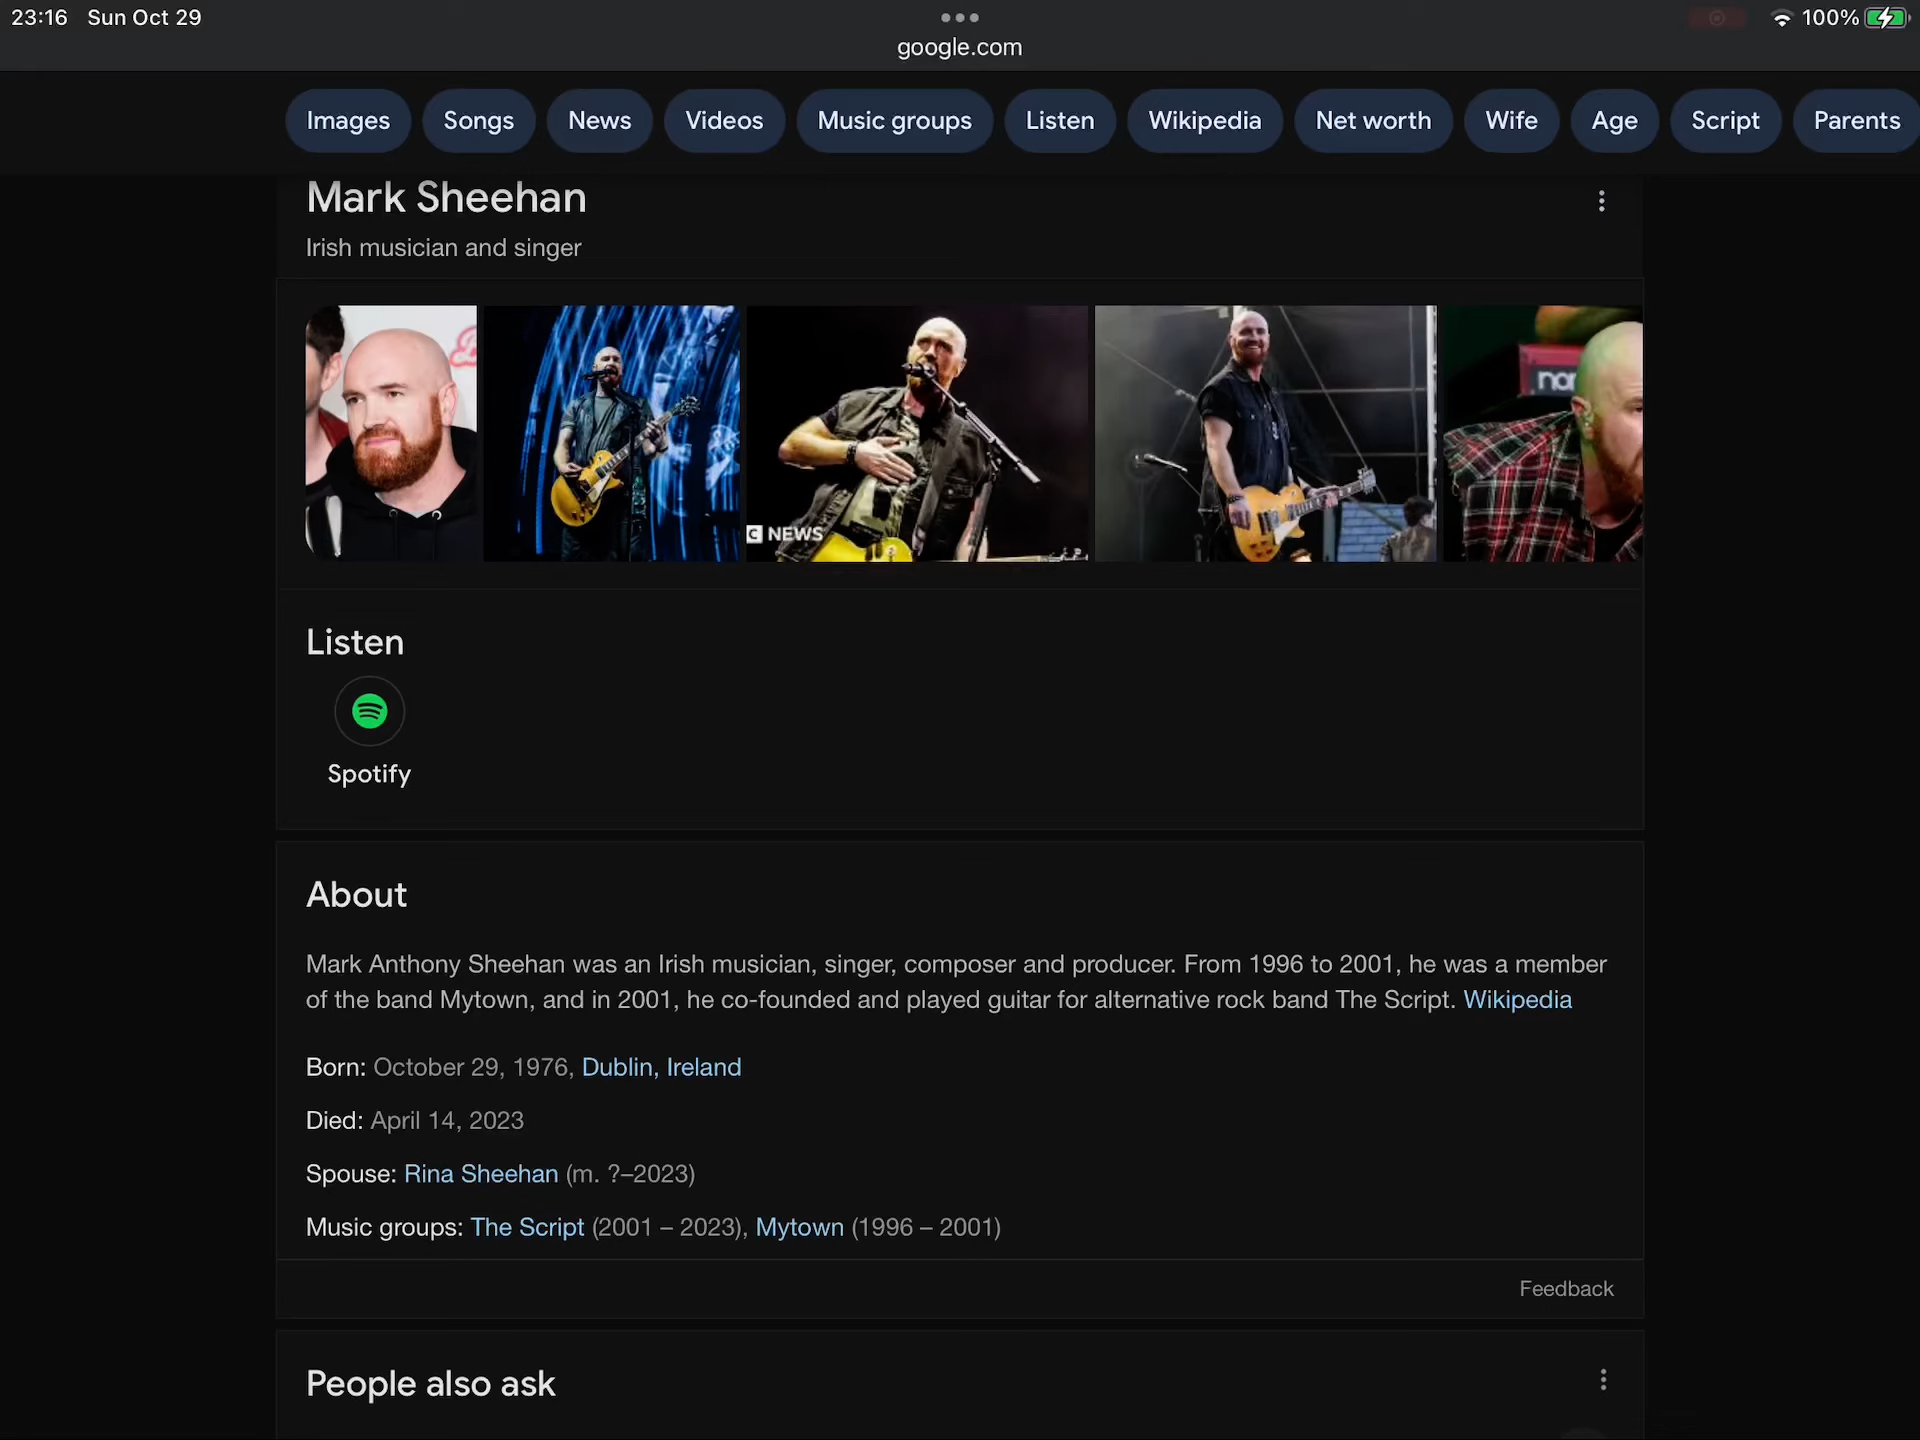 23:16 Sun Oct 29
100%
google.com
Images Songs News Videos Music groups Listen Wikipedia Net worth Wife Age Script Parents
Mark Sheehan
Irish musician and singer
C NEWS
Listen
Spotify
About
Mark Anthony Sheehan was an Irish musician, singer, composer and producer. From 1996 to 2001, he was a member
of the band Mytown, and in 2001, he co-founded and played guitar for alternative rock band The Script. Wikipedia
Born: October 29, 1976, Dublin, Ireland
Died: April 14, 2023
Spouse: Rina Sheehan (m. ?–2023)
Music groups: The Script (2001 – 2023), Mytown (1996 – 2001)
Feedback
People also ask